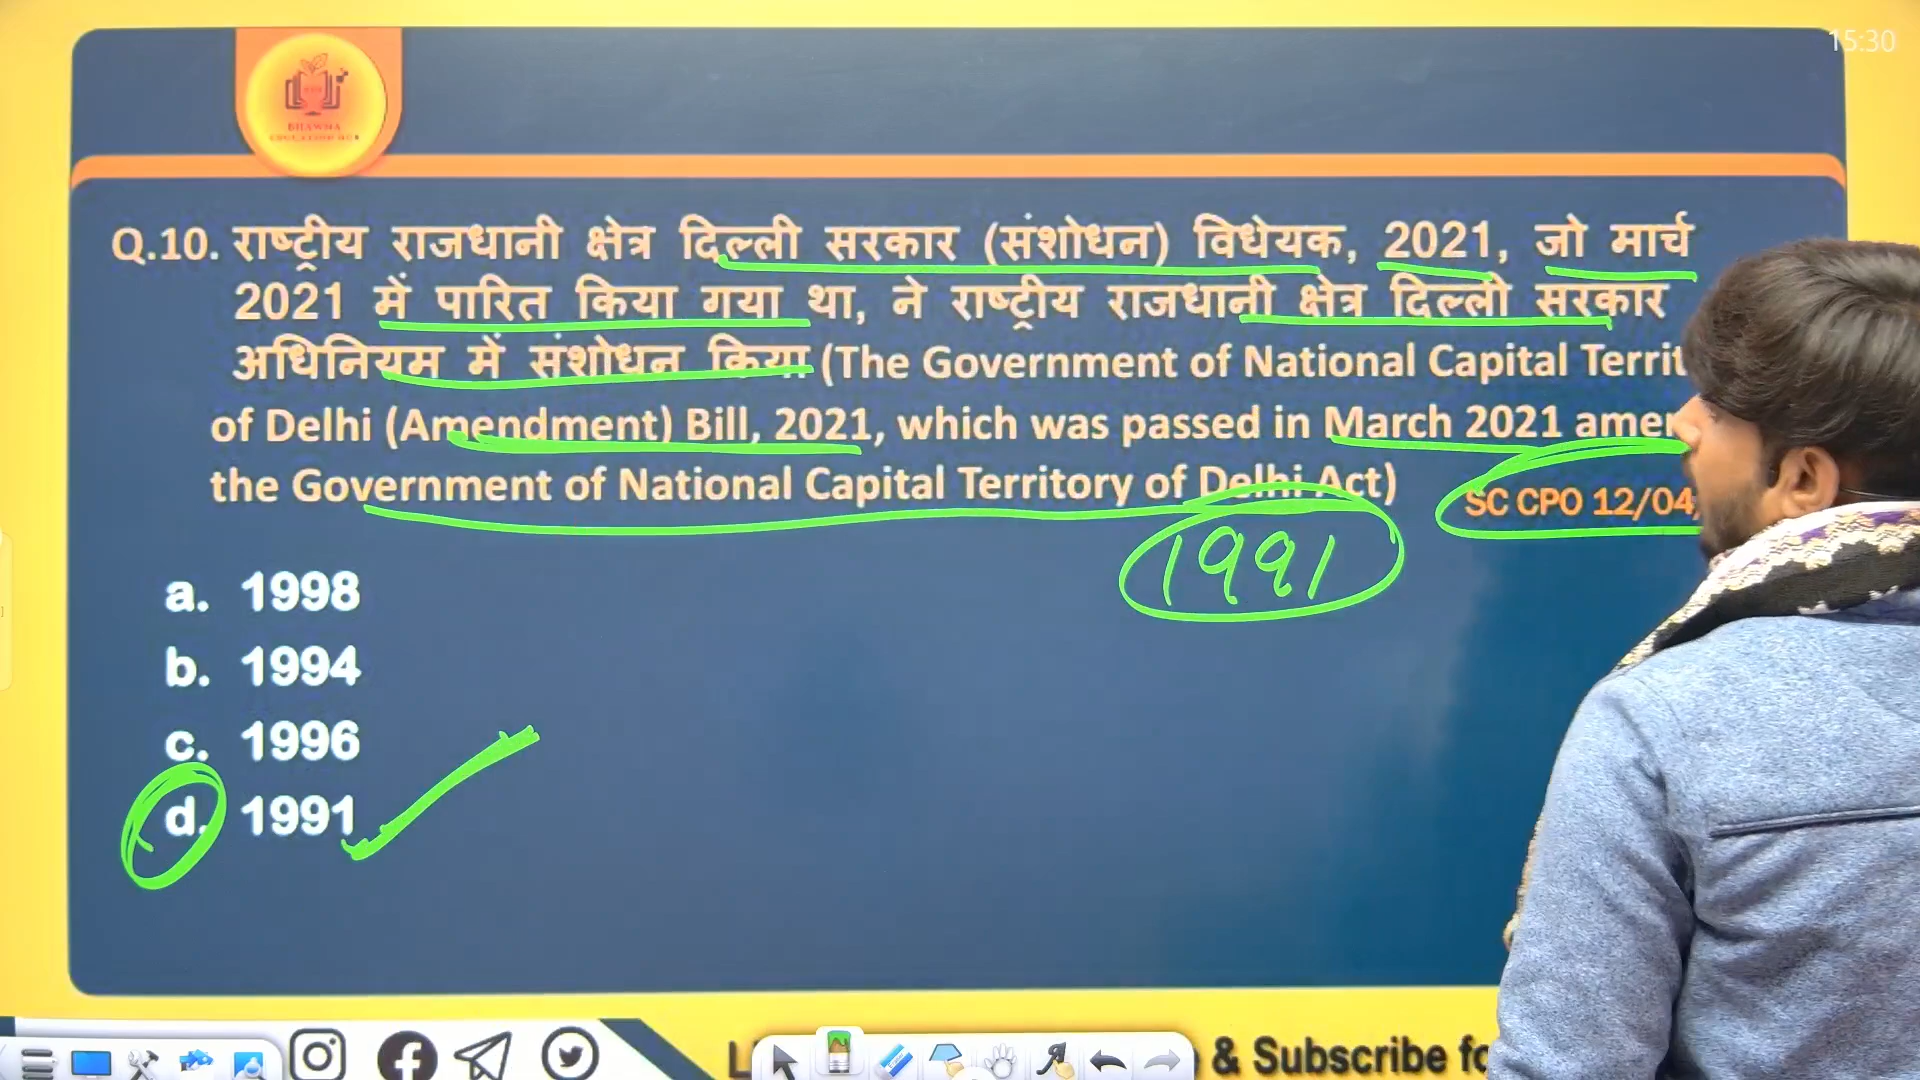 15:30
BHAWNA
Q.10. राष्ट्रीय राजधानी क्षेत्र दिल्ली सरकार (संशोधन) विधेयक, 2021, जो मार्च
2021 में पारित किया गया था, ने राष्ट्रीय राजधानी क्षेत्र दिल्ली सरकार
अधिनियम में संशोधन किया (The Government of National Capital Territ
of Delhi (Amendment) Bill, 2021, which was passed in March 2021 amen
the Government of National Capital Territory of Delhi Act)
SC CPO 12/04
1991
a. 1998
b. 1994
c. 1996
d. 1991
& Subscribe fo